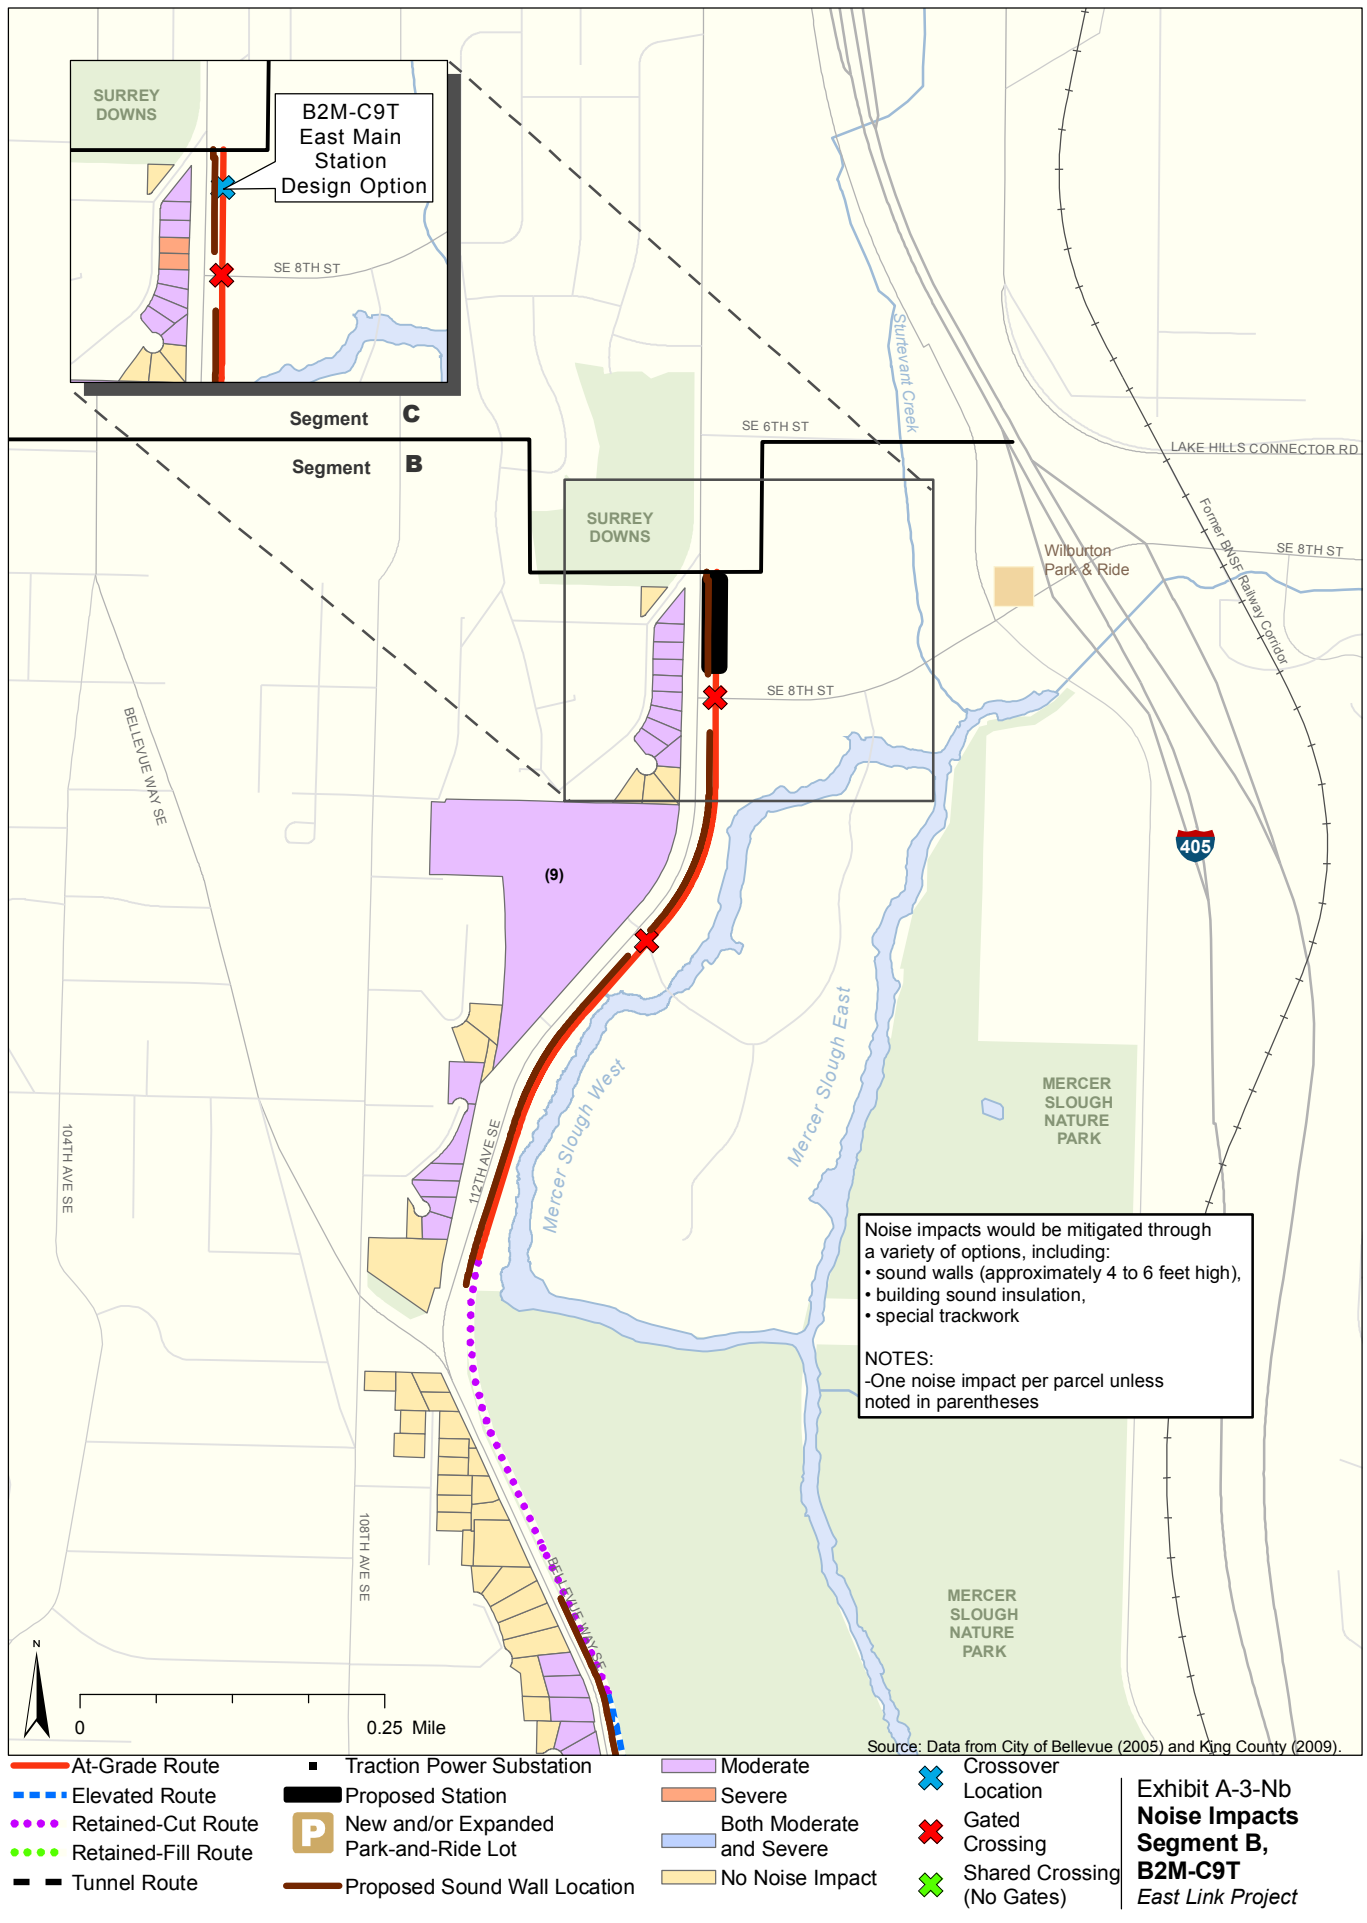 SURREY
DOWNS
B2M-C9T
East Main
Station
Design Option
SE 8TH ST
Segment C
Segment B
SE 6TH ST
Sturtevant Creek
LAKE HILLS CONNECTOR RD
SURREY
DOWNS
Wilburton
Park & Ride
SE 8TH ST
Former BNSF Railway Corridor
SE 8TH ST
BELLEVUE WAY SE
405
(9)
Mercer Slough East
Mercer Slough West
MERCER
SLOUGH
NATURE
PARK
104TH AVE SE
112TH AVE SE
Noise impacts would be mitigated through
a variety of options, including:
• sound walls (approximately 4 to 6 feet high),
• building sound insulation,
• special trackwork
NOTES:
-One noise impact per parcel unless
noted in parentheses
108TH AVE SE
BELLEVUE WAY SE
MERCER
SLOUGH
NATURE
PARK
N
0 0.25 Mile
Source: Data from City of Bellevue (2005) and King County (2009).
At-Grade Route
Elevated Route
Retained-Cut Route
Retained-Fill Route
Tunnel Route
Traction Power Substation
Proposed Station
P
New and/or Expanded
Park-and-Ride Lot
Proposed Sound Wall Location
Moderate
Severe
Both Moderate
and Severe
No Noise Impact
Crossover
Location
Gated
Crossing
Shared Crossing
(No Gates)
Exhibit A-3-Nb
Noise Impacts
Segment B,
B2M-C9T
East Link Project